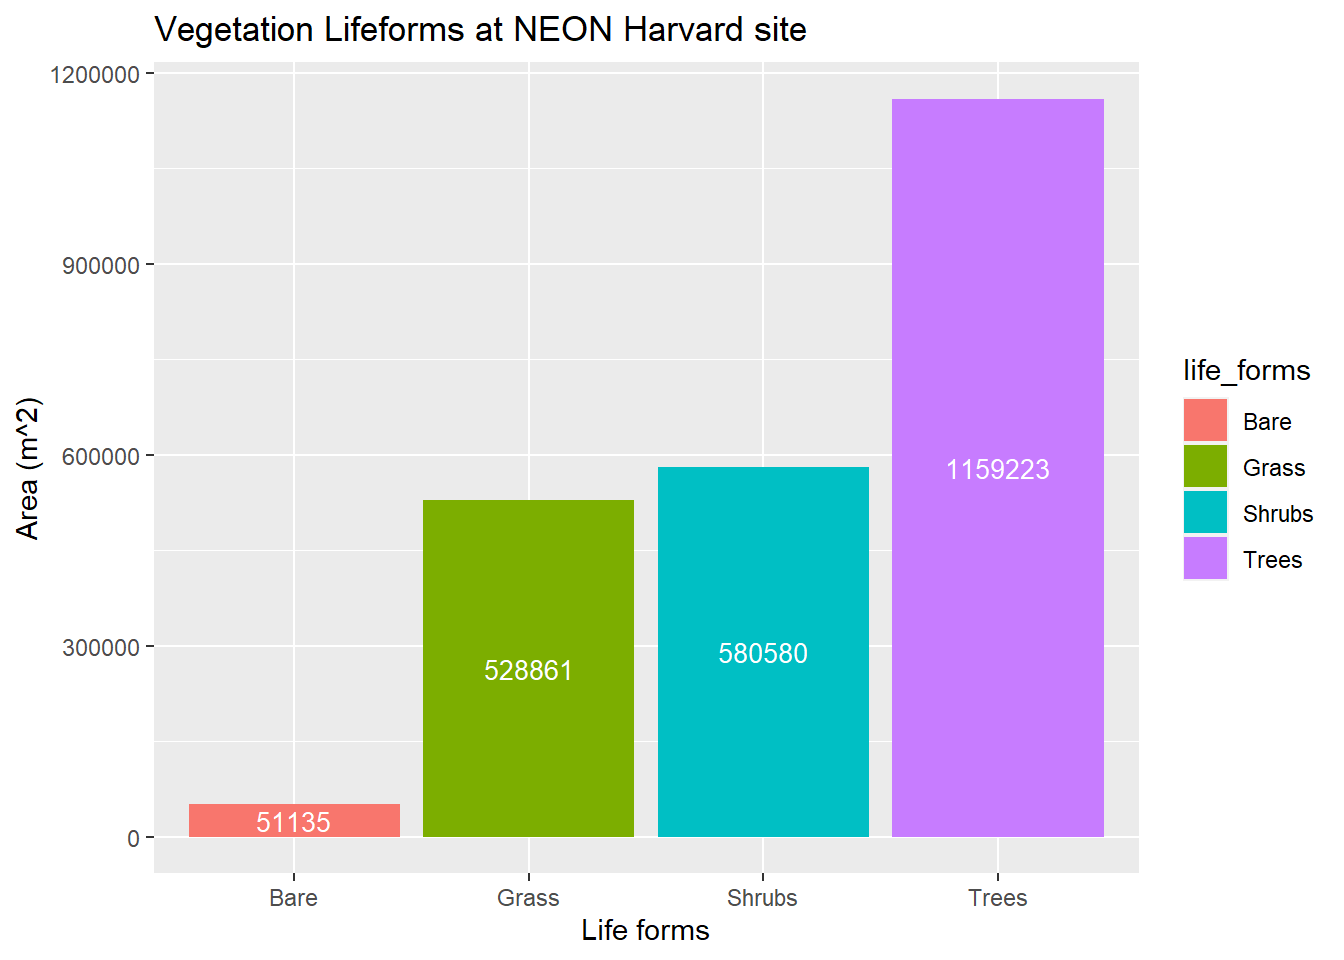 Vegetation Lifeforms at NEON Harvard site
1200000
900000
600000
300000
0
Area (m^2)
51135
528861
580580
1159223
Bare
Grass
Shrubs
Trees
Life forms
life_forms
Bare
Grass
Shrubs
Trees